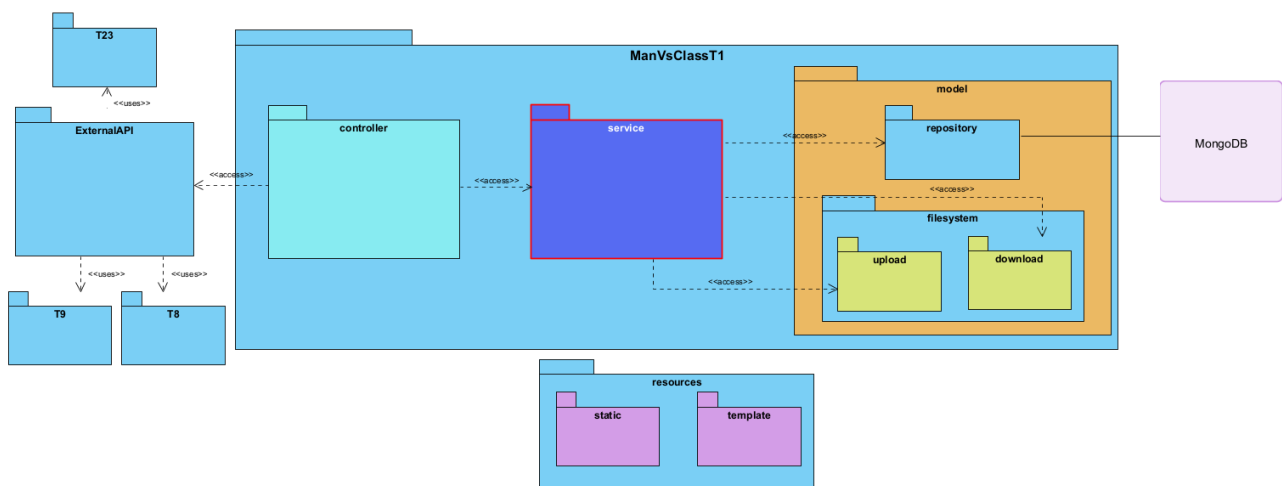 T23
ManVsClassT1
<<uses>>
model
ExternalAPI
controller
service
repository
<<access>>
MongoDB
<<access>>
<<access>>
<<access>>
filesystem
upload
download
<<uses>>
<<uses>>
<<access>>
T9
T8
resources
static
template